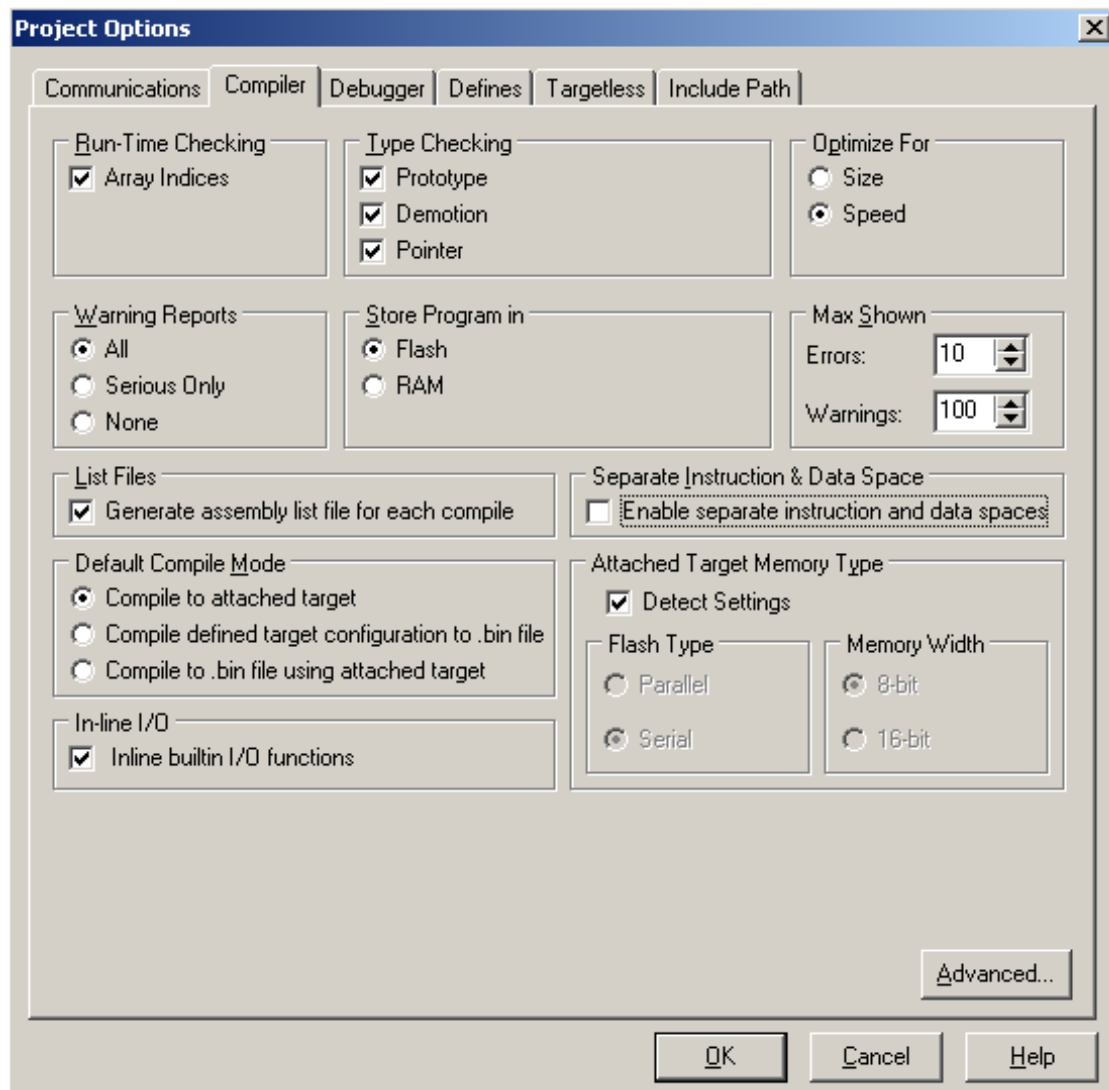 Project Options
Communications Compiler Debugger Defines Targetless Include Path
Run-Time Checking
Array Indices
Type Checking
Prototype
Demotion
Pointer
Optimize For
Size
Speed
Warning Reports
All
Serious Only
None
Store Program in
Flash
RAM
Max Shown
Errors: 10
Warnings: 100
List Files
Generate assembly list file for each compile
Separate Instruction & Data Space
Enable separate instruction and data spaces
Default Compile Mode
Compile to attached target
Compile defined target configuration to .bin file
Compile to .bin file using attached target
Attached Target Memory Type
Detect Settings
Flash Type
Parallel
Serial
Memory Width
8-bit
16-bit
In-line I/O
Inline builtin I/O functions
Advanced...
OK Cancel Help